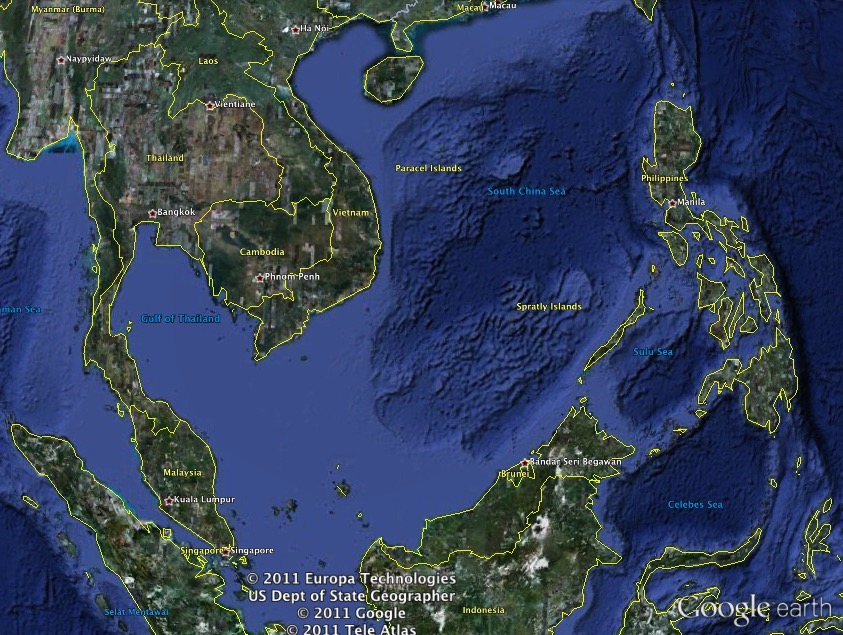 Myanmar (Burma)
Macau Macau
Ha Noi
Naypyidaw
Laos
Vientiane
Thailand
Paracel Islands
Philippines
South China Sea
Manila
Bangkok
Vietnam
Cambodia
Phnom Penh
man Sea
Gulf of Thailand
Spratly Islands
Sulu Sea
Bandar Seri Begawan
Brunei
Malaysia
Kuala Lumpur
Celebes Sea
Singapore Singapore
© 2011 Europa Technologies
US Dept of State Geographer
© 2011 Google
© 2011 Tele Atlas
Selat Mentawai
Indonesia
Google earth